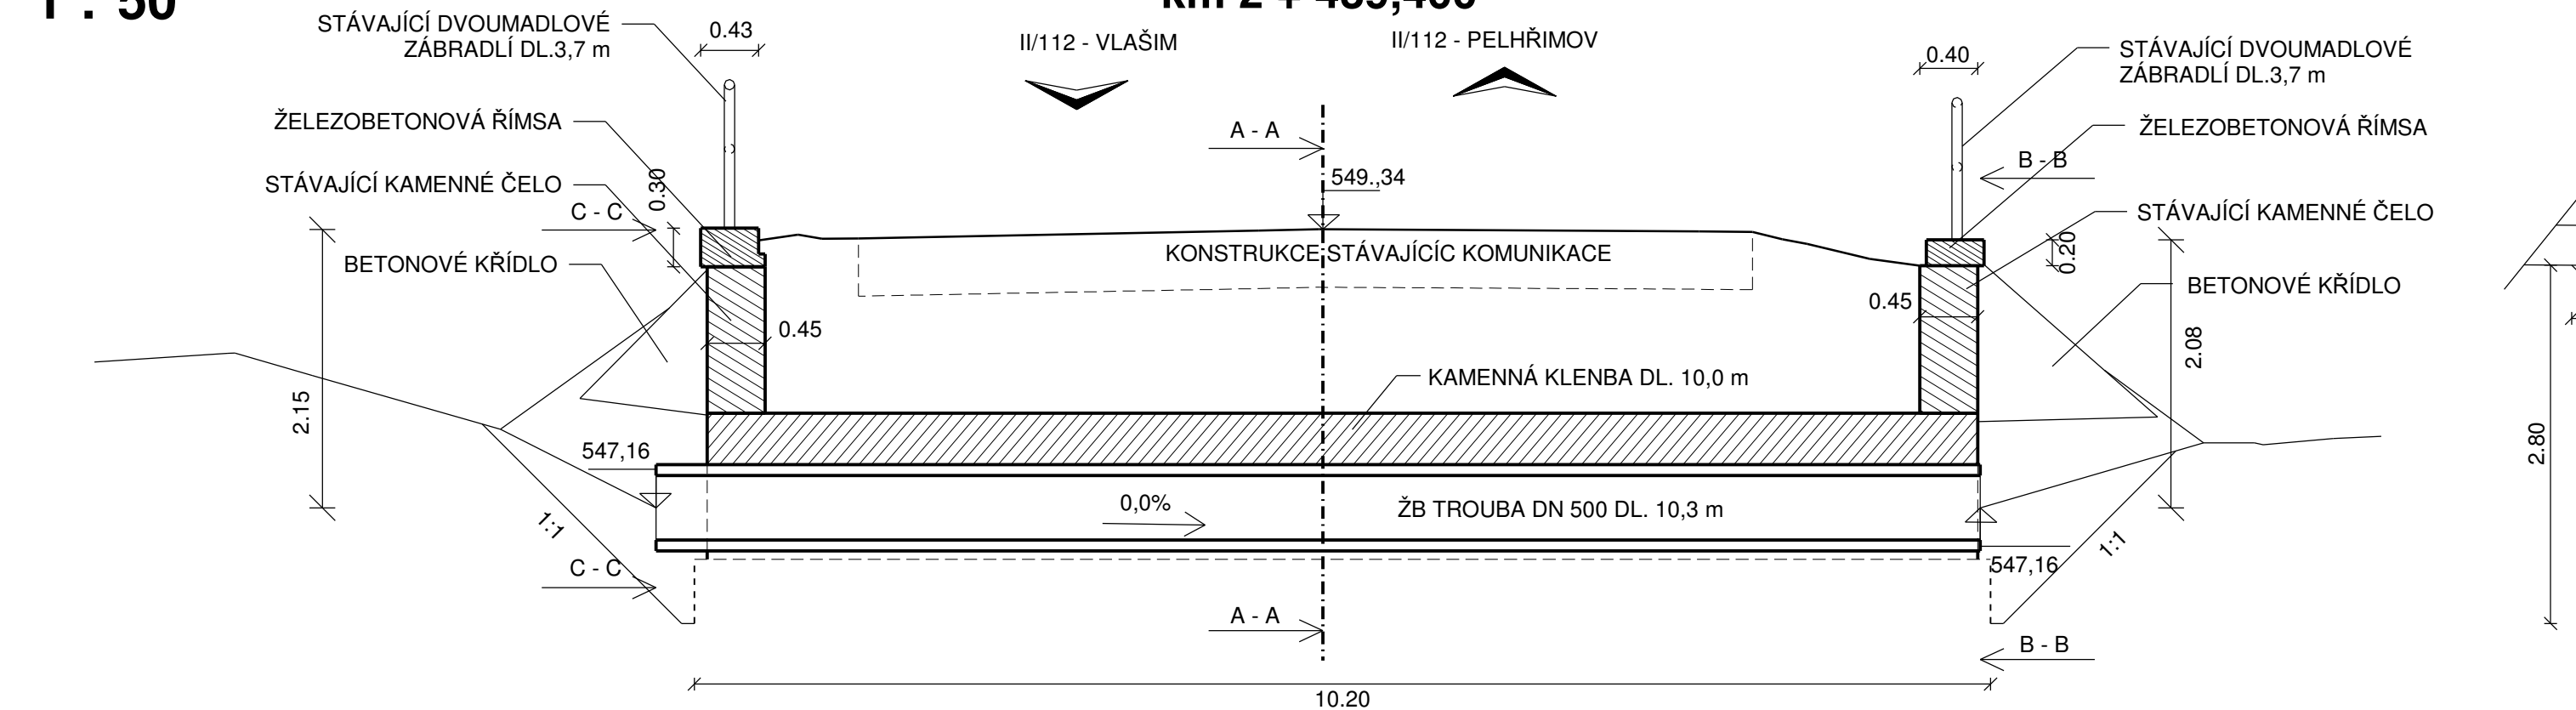 1 : 50
km 2 + 489,400
STÁVAJÍCÍ DVOUMADLOVÉ
ZÁBRADLÍ DL.3,7 m
0.43
II/112 - VLAŠIM
II/112 - PELHŘIMOV
0.40
STÁVAJÍCÍ DVOUMADLOVÉ
ZÁBRADLÍ DL.3,7 m
ŽELEZOBETONOVÁ ŘÍMSA
A - A
ŽELEZOBETONOVÁ ŘÍMSA
B - B
STÁVAJÍCÍ KAMENNÉ ČELO
0.30
549.,34
C - C
STÁVAJÍCÍ KAMENNÉ ČELO
KONSTRUKCE STÁVAJÍCÍC KOMUNIKACE
0.20
BETONOVÉ KŘÍDLO
BETONOVÉ KŘÍDLO
0.45
0.45
2.08
KAMENNÁ KLENBA DL. 10,0 m
2.15
547,16
2.80
0,0%
ŽB TROUBA DN 500 DL. 10,3 m
1:1
1:1
C - C
547,16
A - A
B - B
10.20